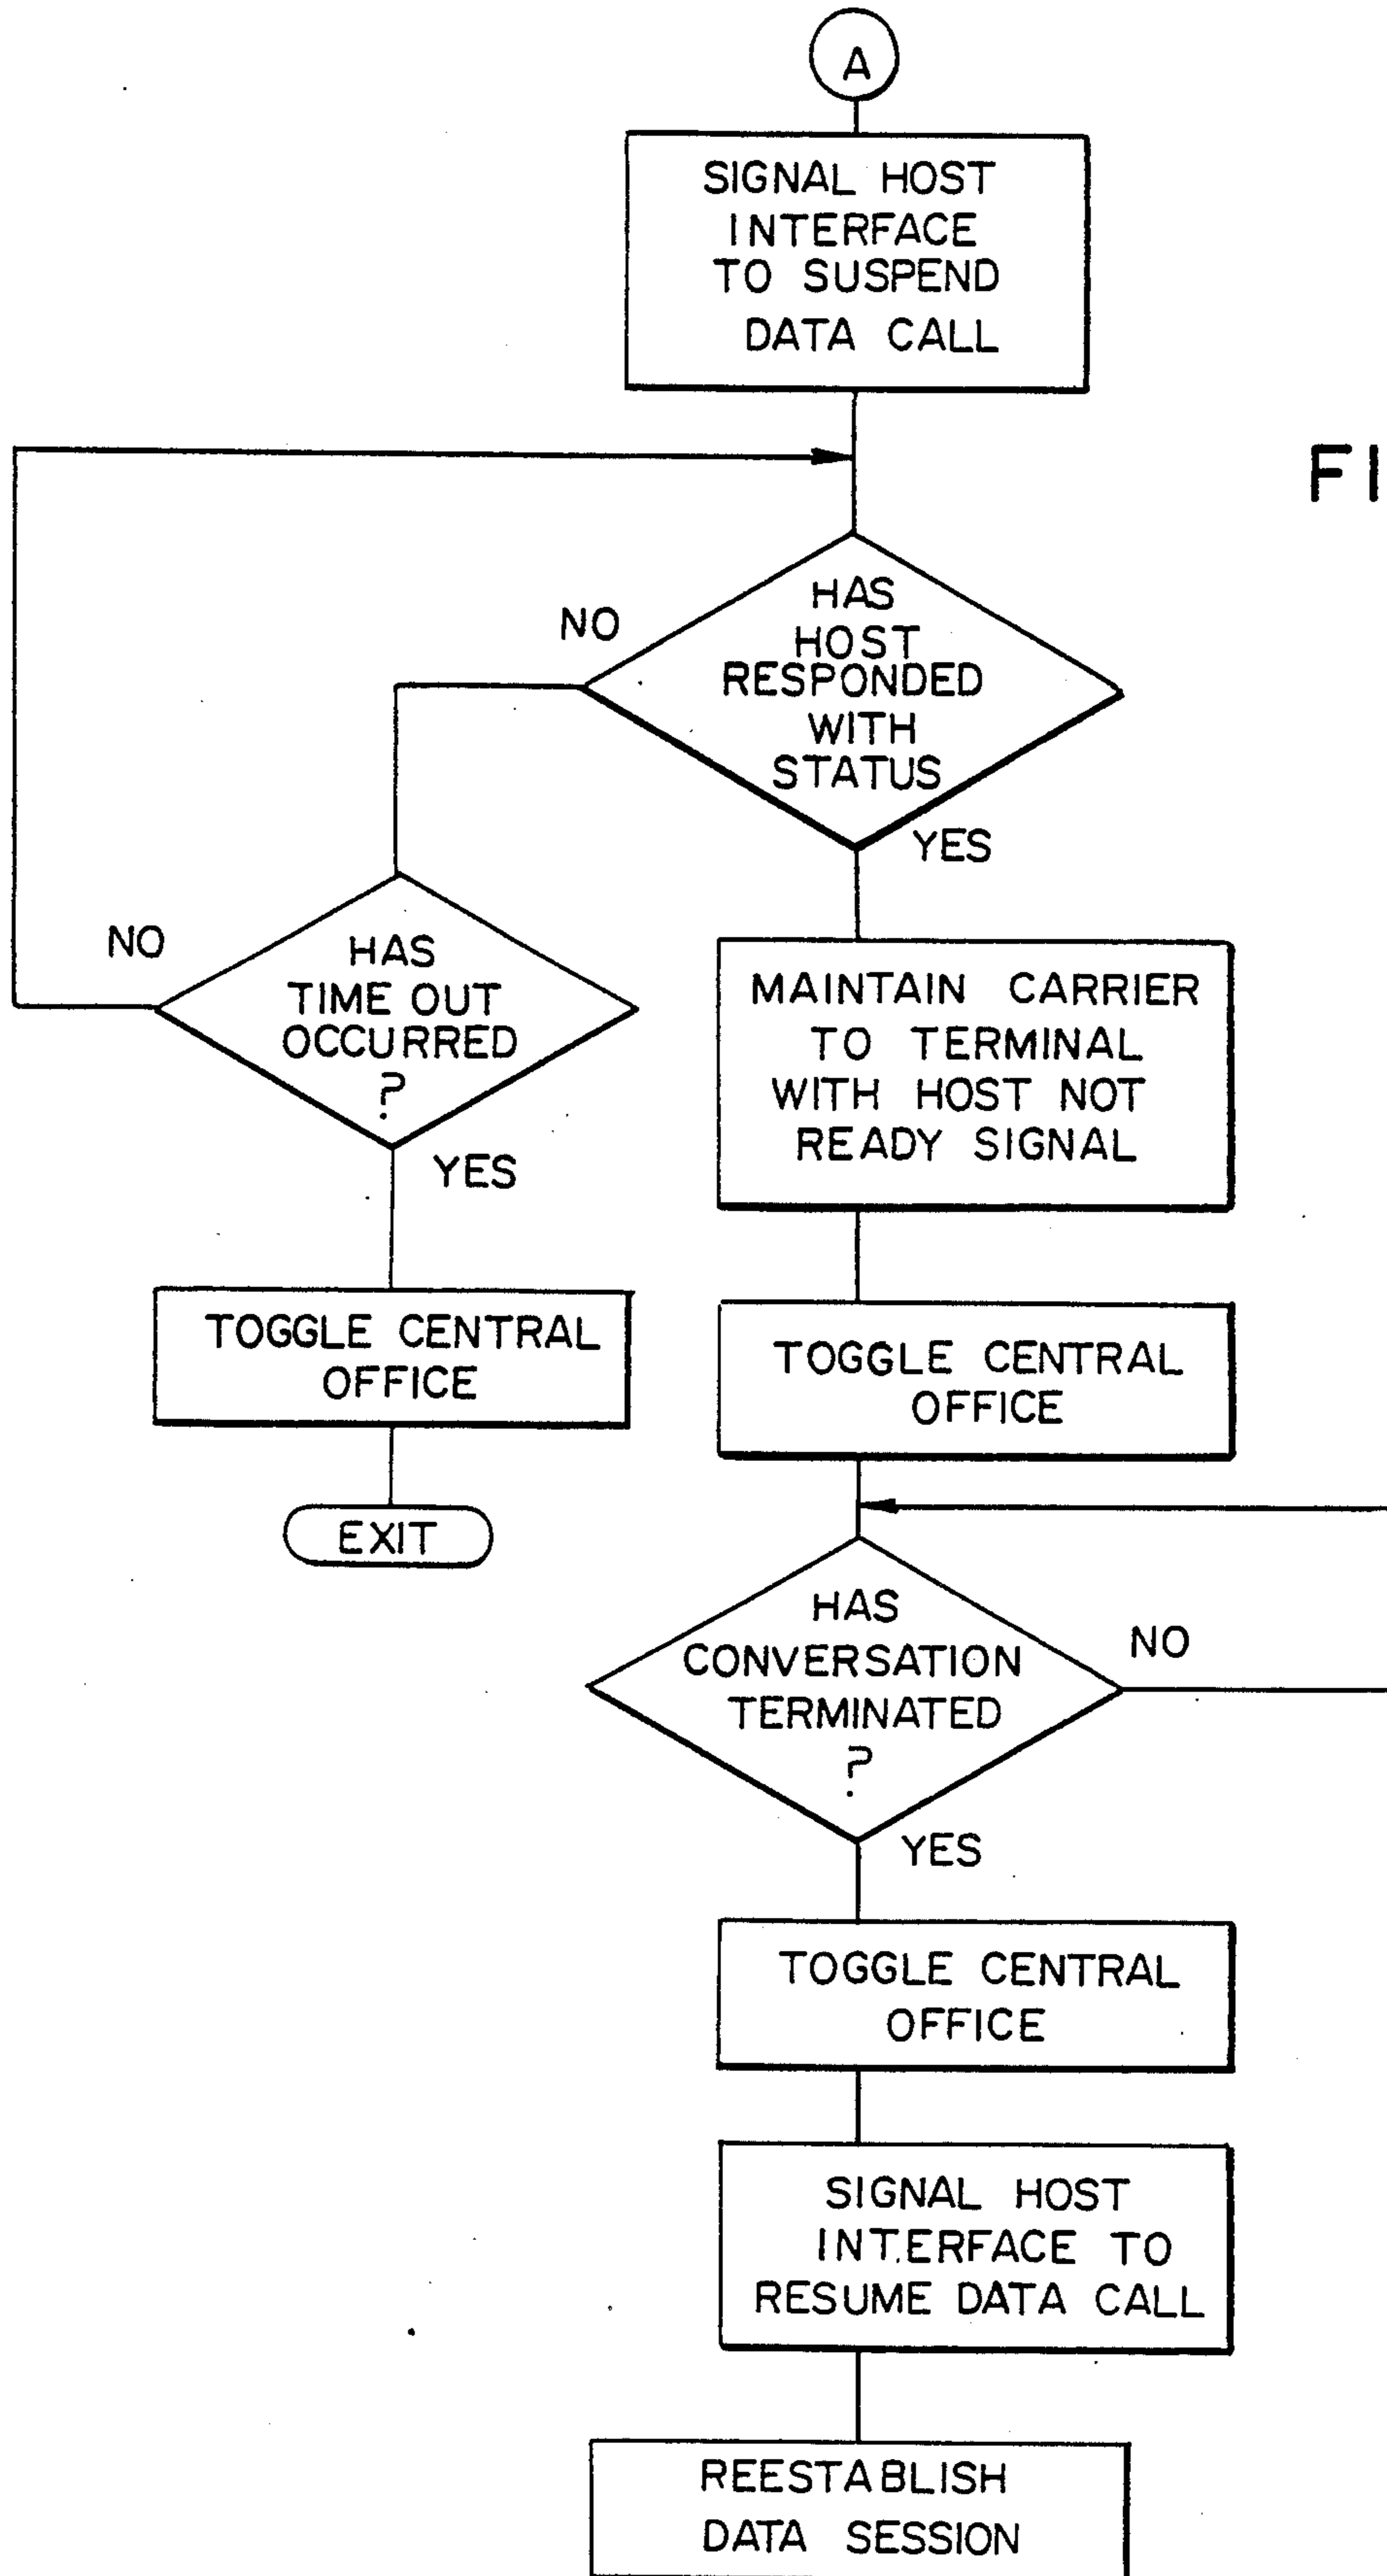 A
SIGNAL HOST
INTERFACE
TO SUSPEND
DATA CALL
FI
HAS
HOST
RESPONDED
WITH
STATUS
NO
YES
HAS
TIME OUT
OCCURRED
?
NO
YES
MAINTAIN CARRIER
TO TERMINAL
WITH HOST NOT
READY SIGNAL
TOGGLE CENTRAL
OFFICE
EXIT
TOGGLE CENTRAL
OFFICE
HAS
CONVERSATION
TERMINATED
?
NO
YES
TOGGLE CENTRAL
OFFICE
SIGNAL HOST
INTERFACE TO
RESUME DATA CALL
REESTABLISH
DATA SESSION